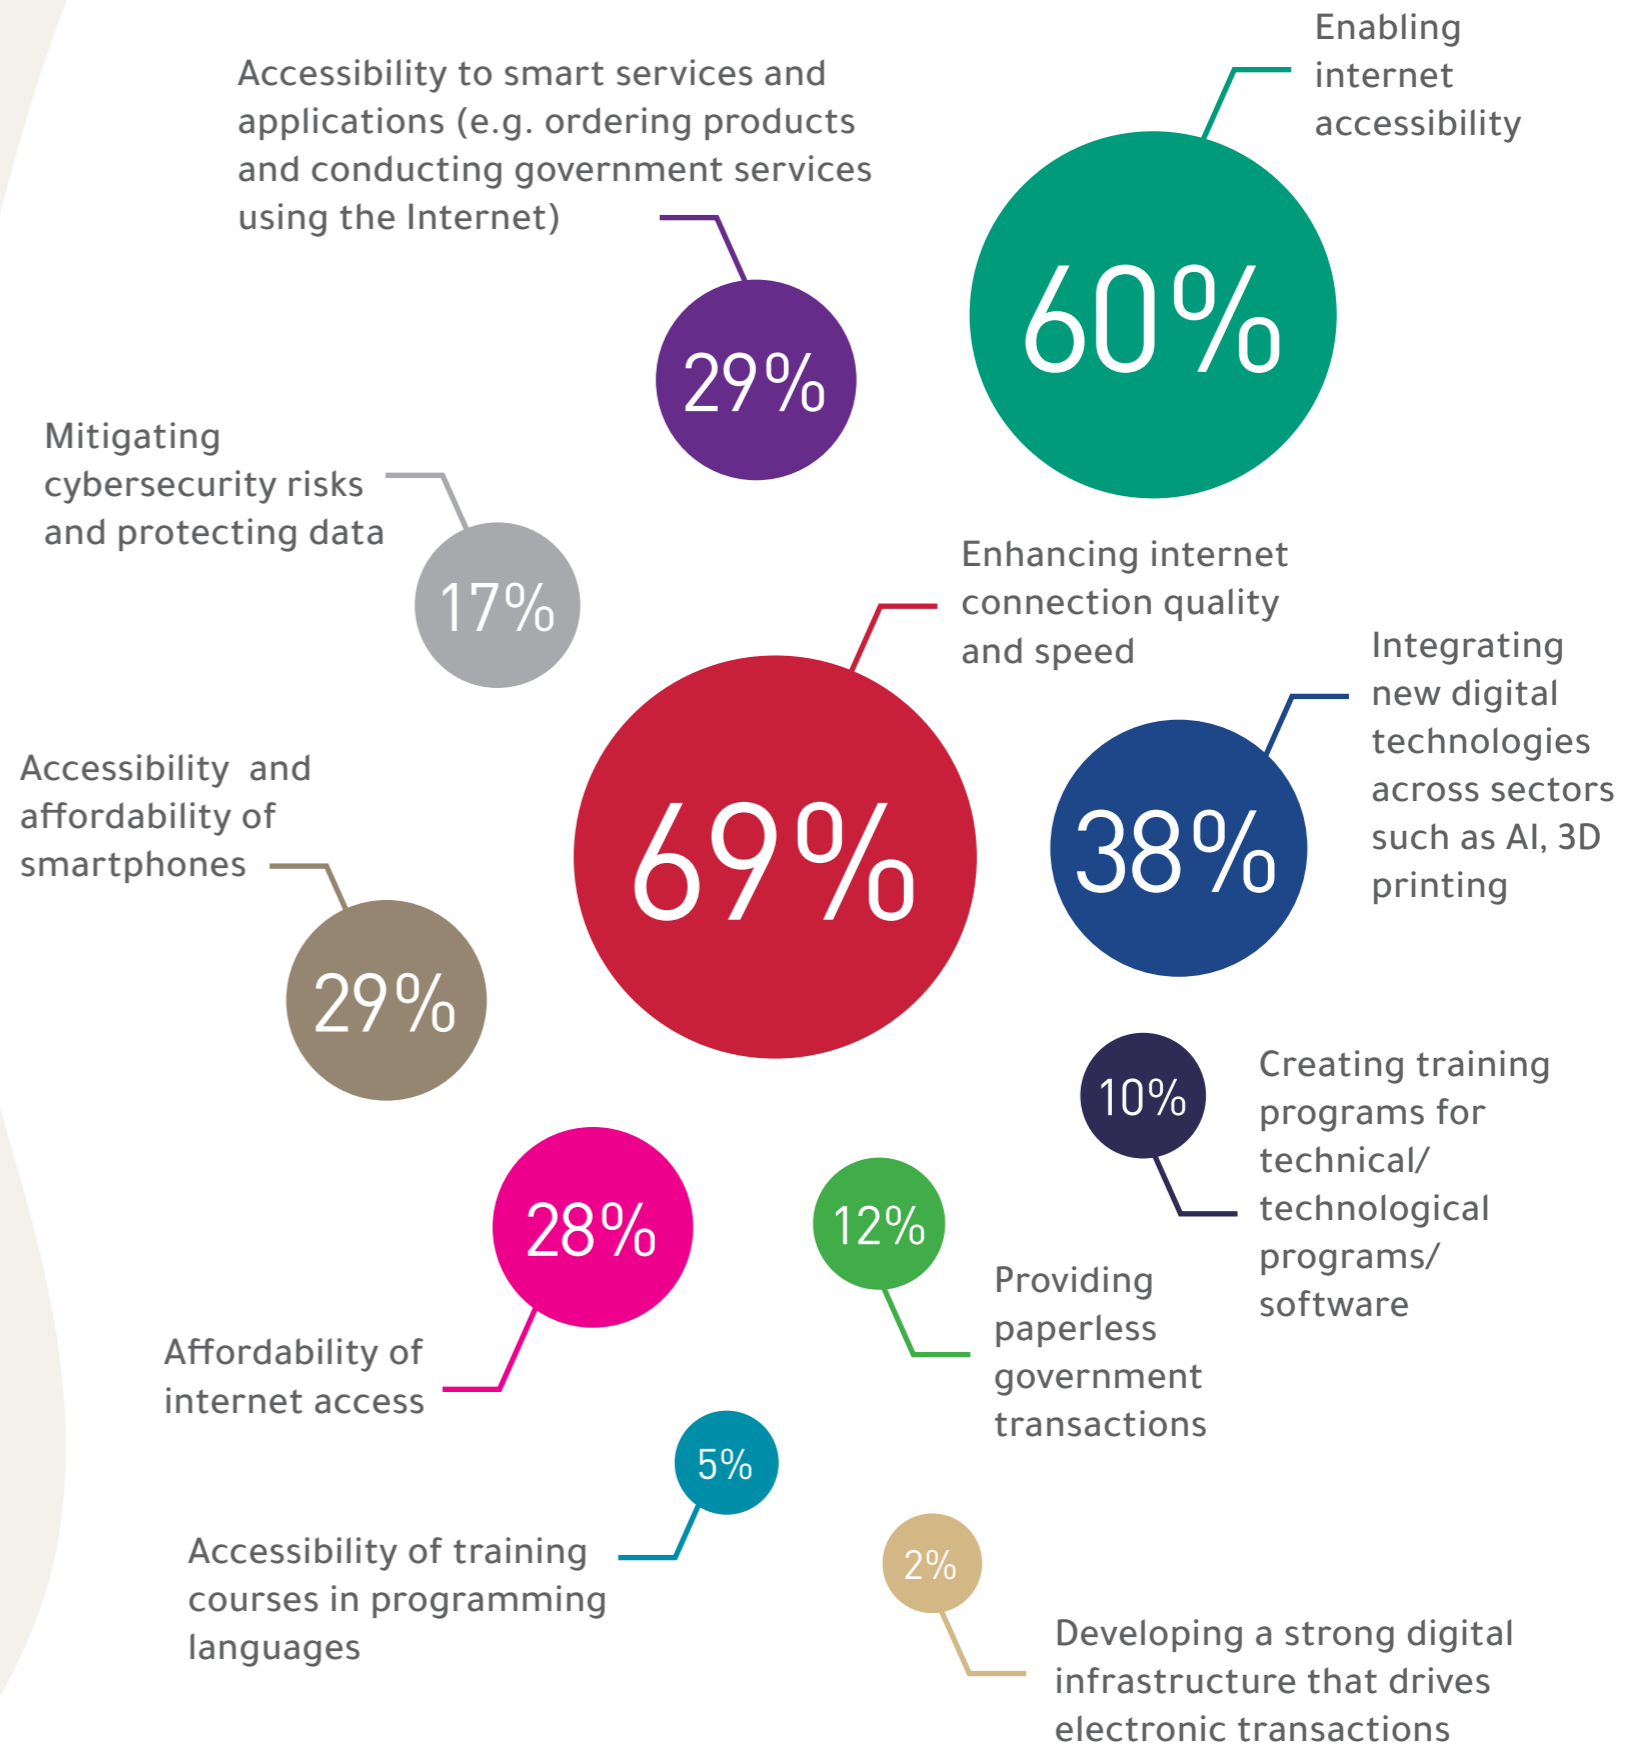 Enabling
internet
accessibility
60%
Accessibility to smart services and
applications (e.g. ordering products
and conducting government services
using the Internet)
29%
Mitigating
cybersecurity risks
and protecting data
17%
Enhancing internet
connection quality
and speed
69%
Integrating
new digital
technologies
across sectors
such as AI, 3D
printing
38%
Accessibility and
affordability of
smartphones
29%
10%
Creating training
programs for
technical/
technological
programs/
software
28%
Affordability of
internet access
12%
Providing
paperless
government
transactions
5%
Accessibility of training
courses in programming
languages
2%
Developing a strong digital
infrastructure that drives
electronic transactions